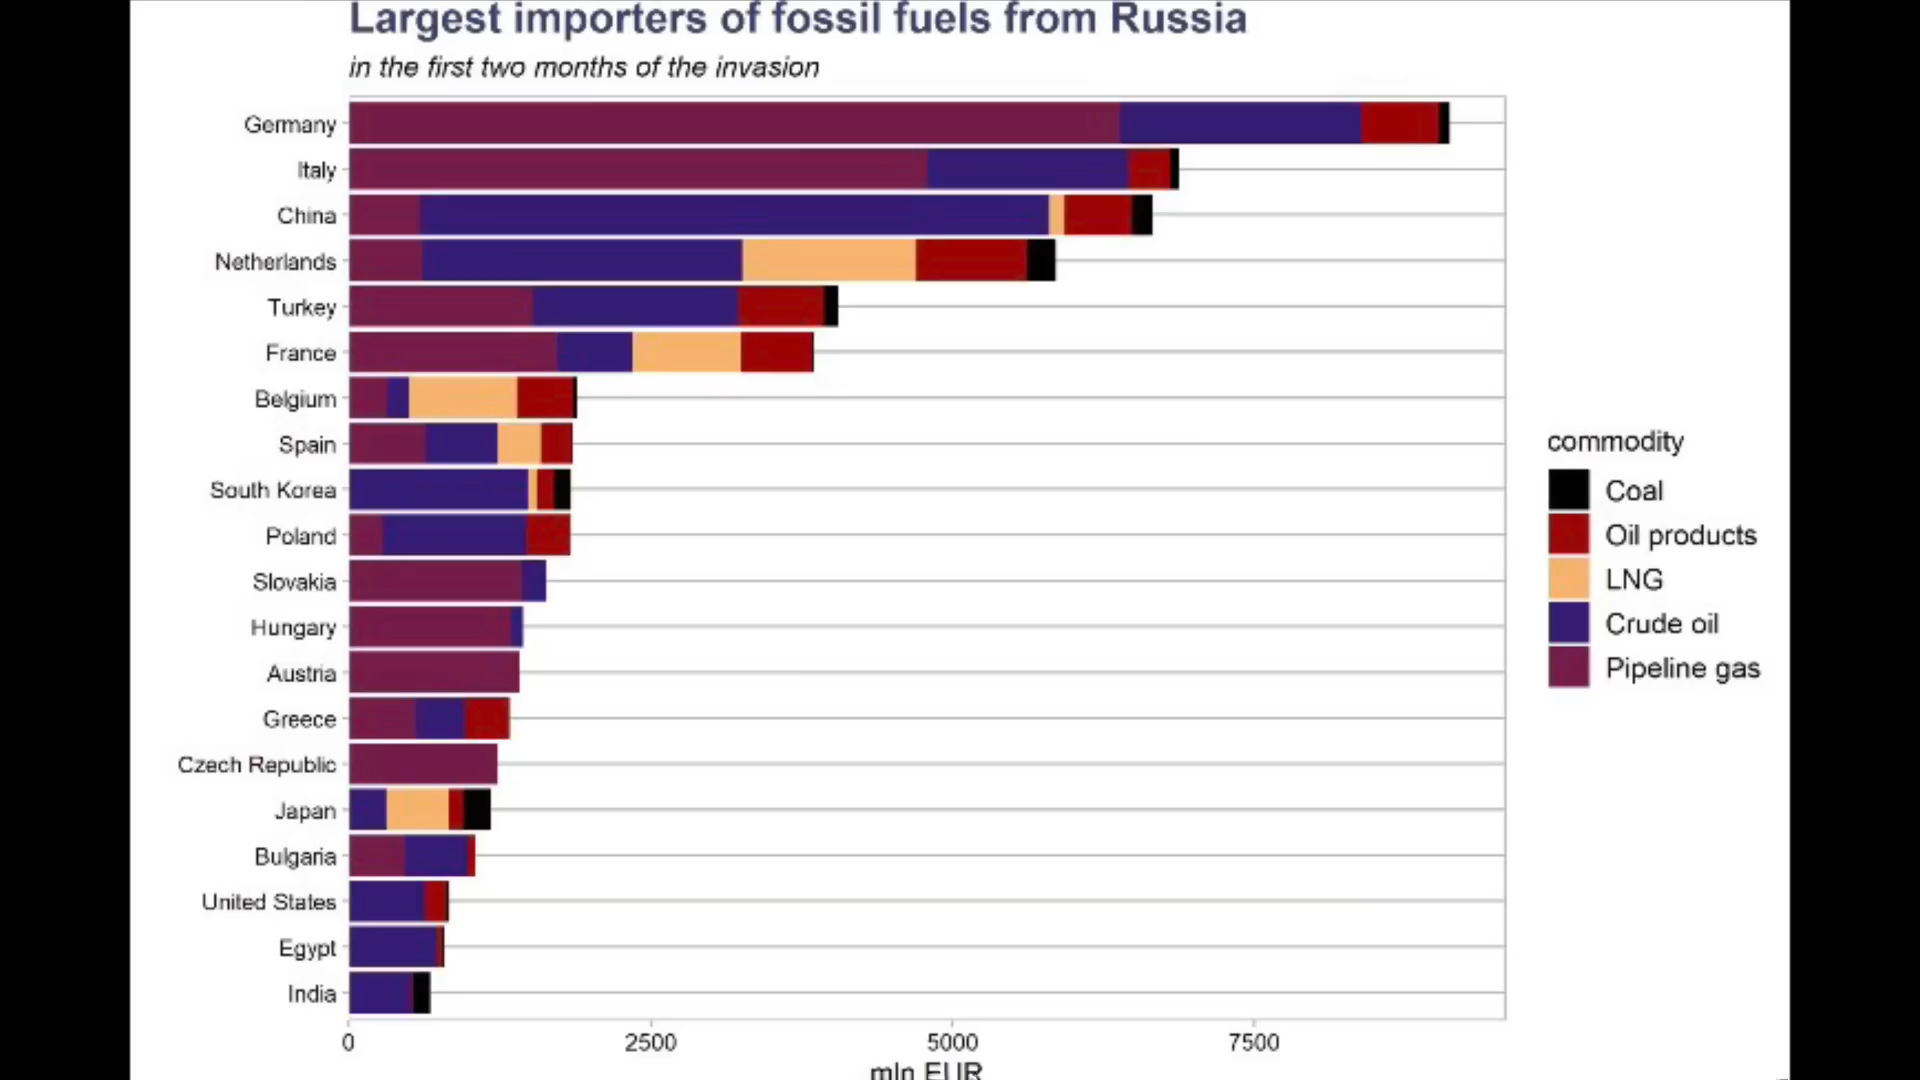 Largest importers of fossil fuels from Russia
in the first two months of the invasion
Germany
Italy
China
Netherlands
Turkey
France
Belgium
Spain
South Korea
Poland
Slovakia
Hungary
Austria
Greece
Czech Republic
Japan
Bulgaria
United States
Egypt
India
0 2500 5000 7500
mln EUR
commodity
Coal
Oil products
LNG
Crude oil
Pipeline gas